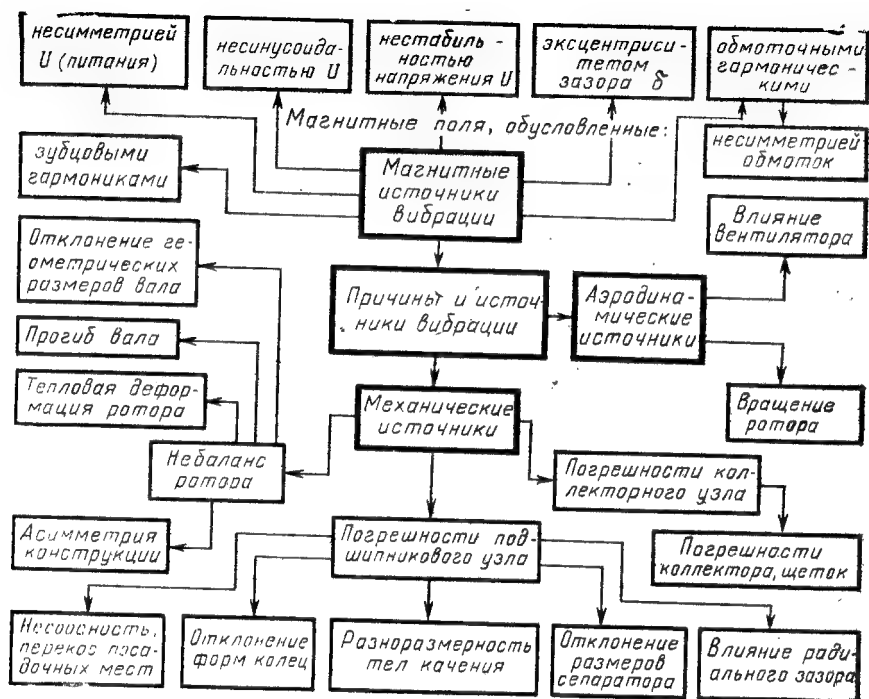 несимметрией
U (питания)
несинусоида-
льностью U
нестабиль-
ностью
напряжения U
эксцентриси-
тетом
зазора δ
обмоточными
гармоничес-
кими
Магнитные поля, обусловленные:
несимметрией
обмоток
зубцовыми
гармониками
Магнитные
источники
вибрации
Влияние
вентилятора
Отклонение ге-
ометрических
размеров вала
Причины и источ-
ники вибрации
Аэродина-
мические
источники
Прогиб вала
Тепловая дефор-
мация ротора
Механические
источники
Вращение
ротора
Небаланс
ротора
Погрешности кол-
лекторного узла
Асимметрия
конструкции
Погрешности под-
шипникового узла
Погрешности
коллектора, щеток
Несоосность,
перекос поса-
дочных мест
Отклонение
форм колец
Разноразмерность
тел качения
Отклонение
размеров
сепаратора
Влияние ради-
ального зазора